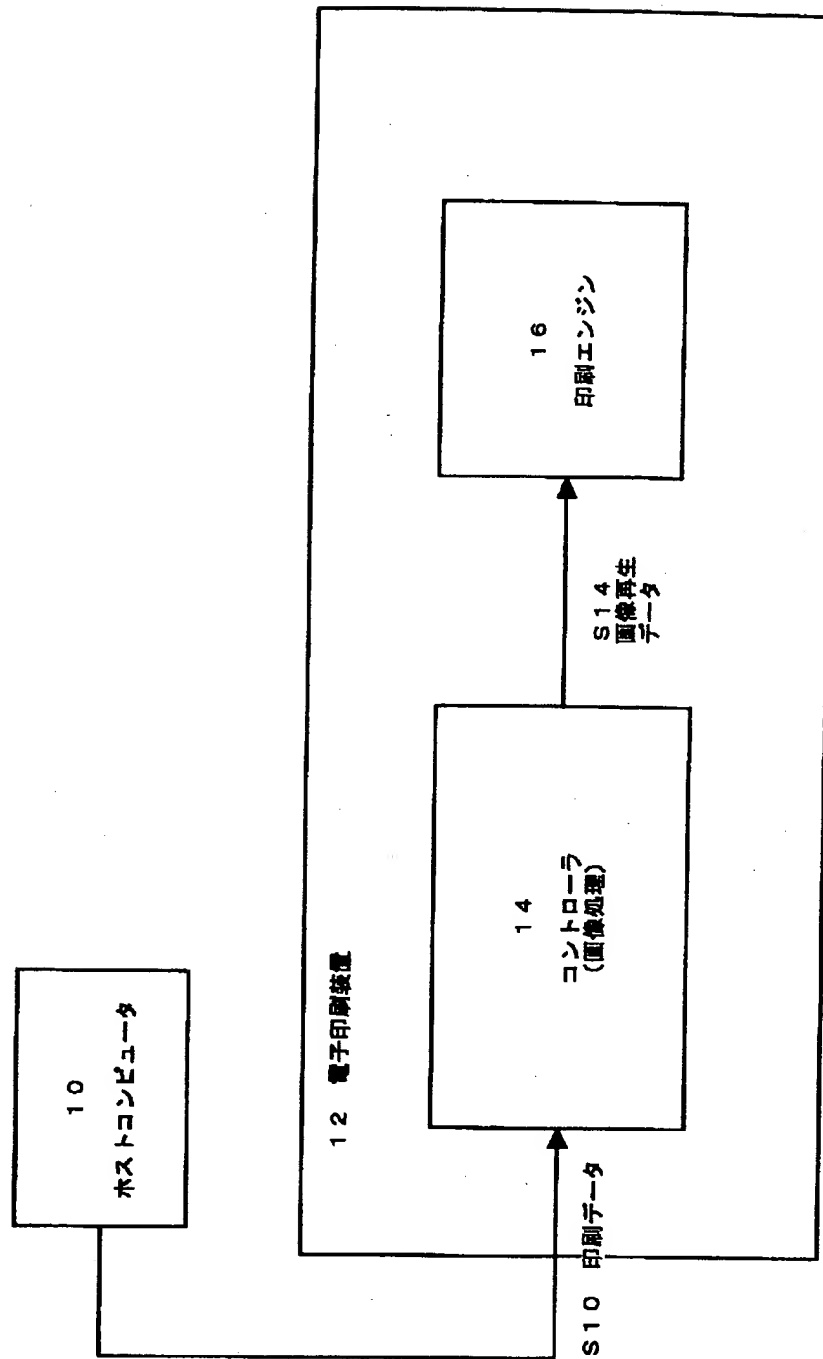 10
ホストコンピュータ
12 電子印刷装置
S10 印刷データ
14
コントローラ
(画像処理)
S14
画像再生
データ
16
印刷エンジン